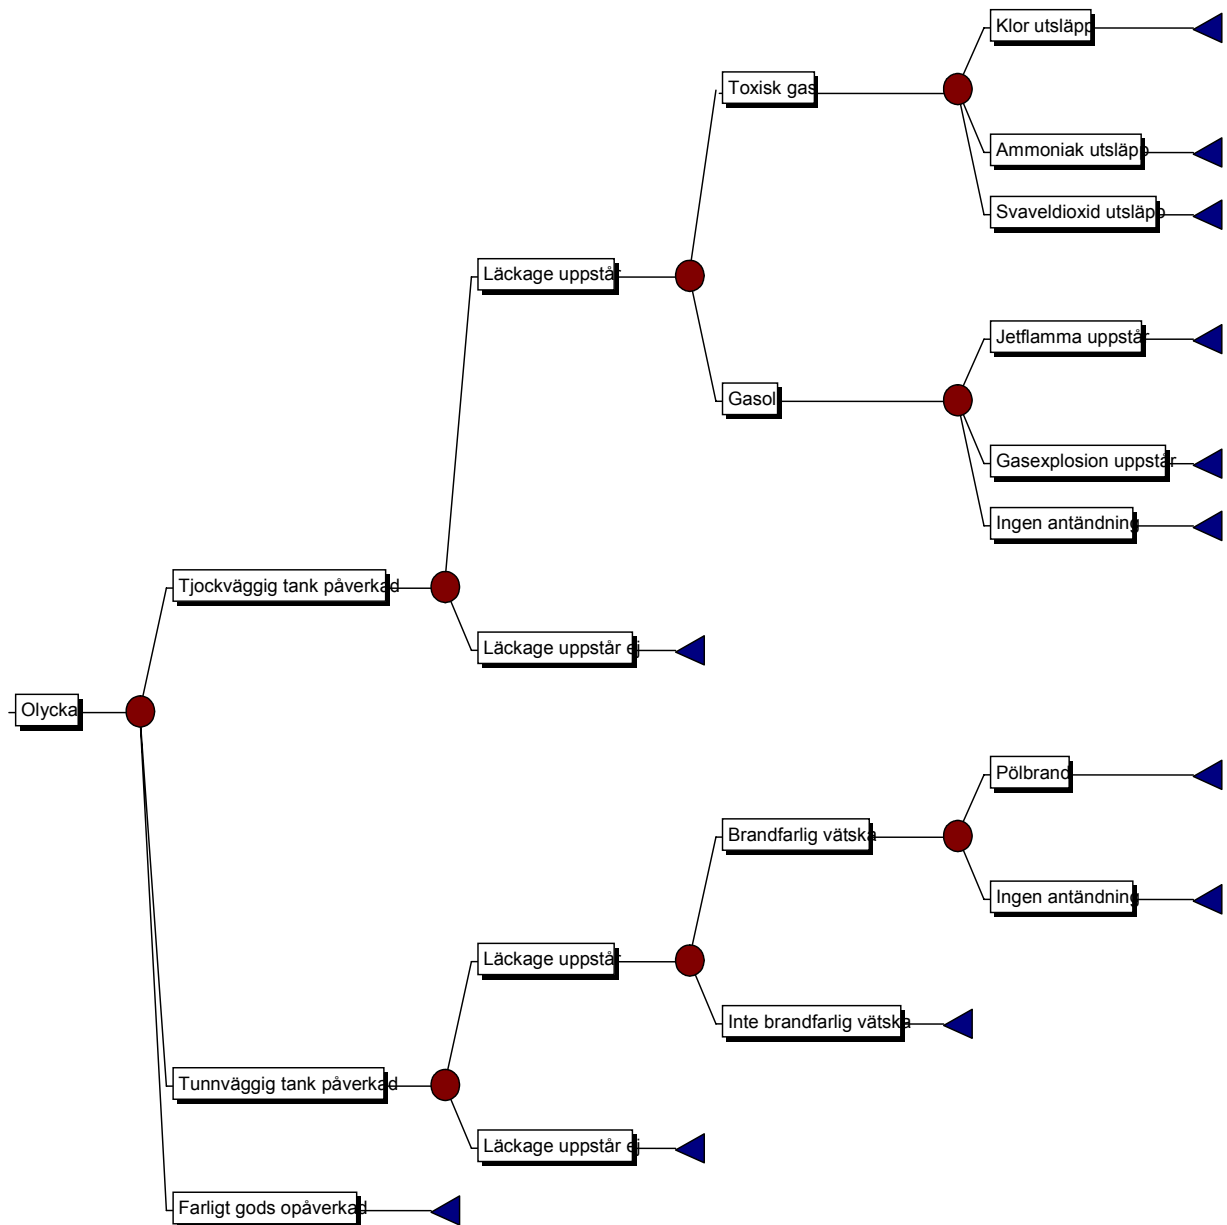 Klor utsläpp
Toxisk gas
Ammoniak utsläpp
Svaveldioxid utsläpp
Läckage uppstår
Jetflamma uppstår
Gasol
Gasexplosion uppstår
Ingen antändning
Tjockväggig tank påverkad
Läckage uppstår ej
Olycka
Pölbrand
Brandfarlig vätska
Ingen antändning
Läckage uppstår
Inte brandfarlig vätska
Tunnväggig tank påverkad
Läckage uppstår ej
Farligt gods opåverkad